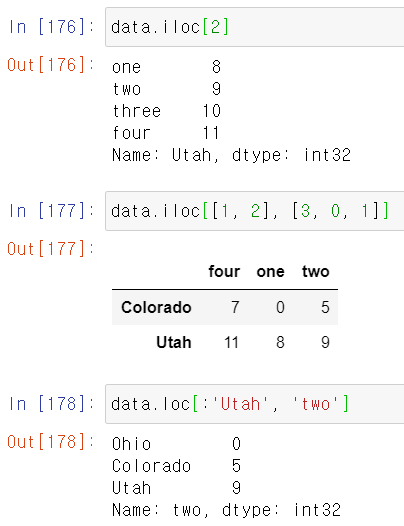 In [176]: data.iloc[2]
Out[176]: one 8
two 9
three 10
four 11
Name: Utah, dtype: int32
In [177]: data.iloc[[1, 2], [3, 0, 1]]
Out[177]:
four one two
Colorado 7 0 5
Utah 11 8 9
In [178]: data.loc[:'Utah', 'two']
Out[178]: Ohio 0
Colorado 5
Utah 9
Name: two, dtype: int32